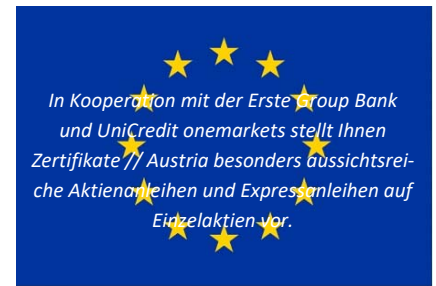 In Kooperation mit der Erste Group Bank
und UniCredit onemarkets stellt Ihnen
Zertifikate // Austria besonders aussichtsrei-
che Aktienanleihen und Expressanleihen auf
Einzelaktien vor.